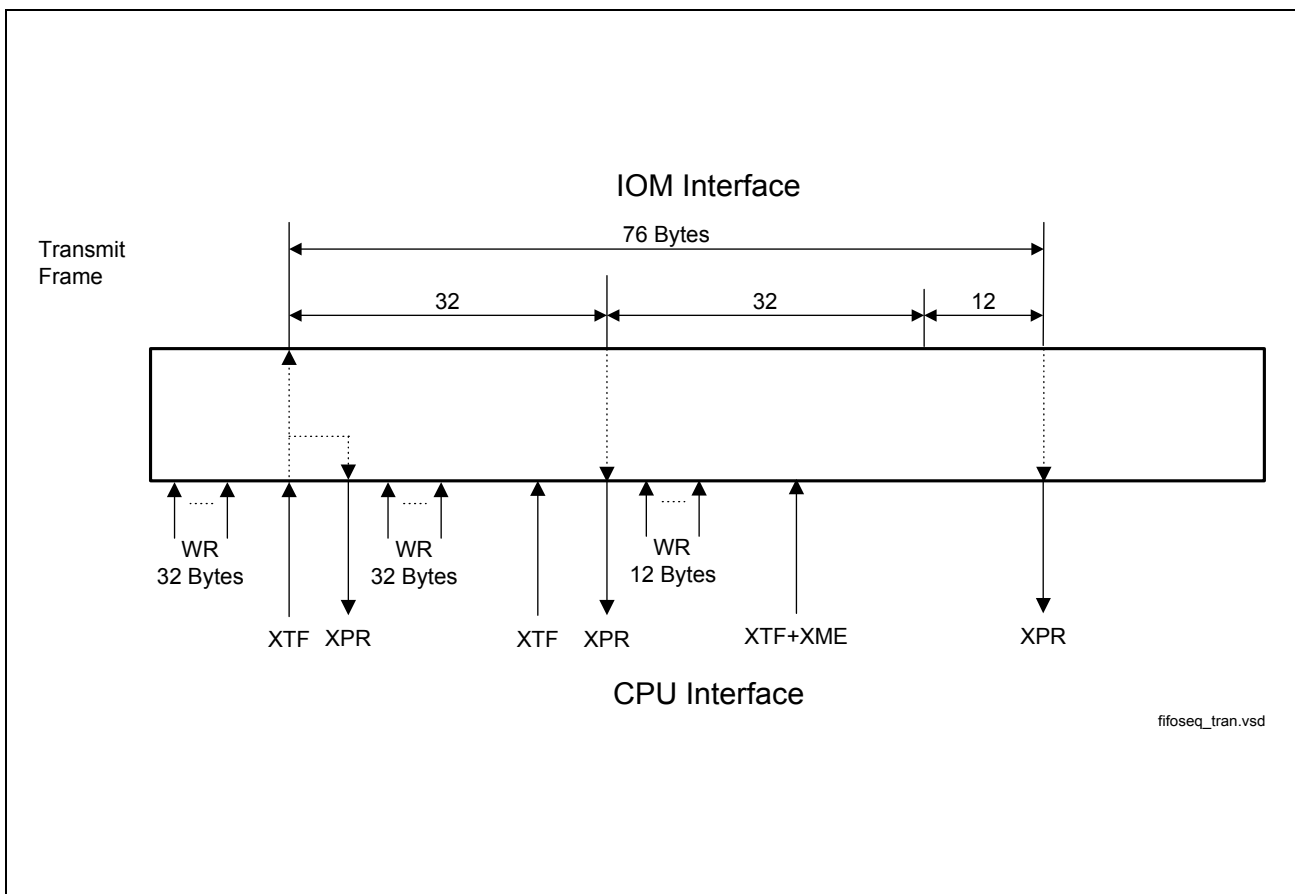 IOM Interface
Transmit
Frame
76 Bytes
32
32
12
WR
32 Bytes
WR
32 Bytes
WR
12 Bytes
XTF
XPR
XTF
XPR
XTF+XME
XPR
CPU Interface
fifoseq_tran.vsd